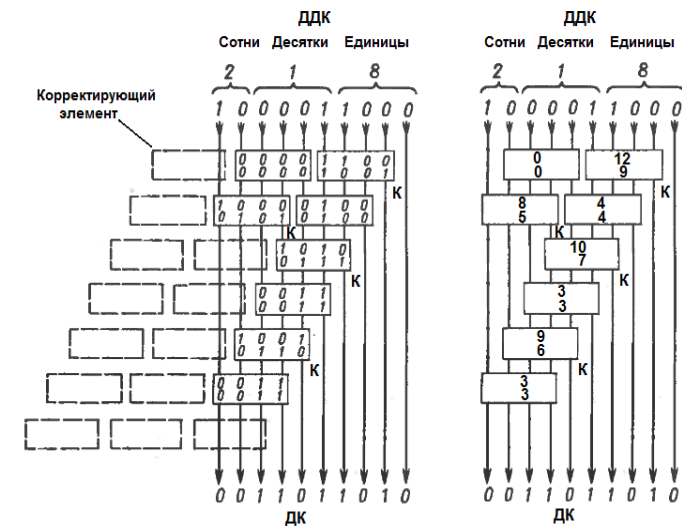 ДДК
Сотни Десятки Единицы
2 1 8
Корректирующий элемент
1 0 0 0 0 1 1 0 0 0
0 0 0 0
0 0 0 0
1 1 0 0
1 0 0 1
К
1 0 0 0
0 1 0 1
К
0 1 0 0
0 1 0 0
1 0 1 0
0 1 1 1
К
0 0 1 1
0 0 1 1
1 0 0 1
0 1 1 0
К
0 0 1 1
0 0 1 1
0 0 1 1 0 1 1 0 1 0
ДК
ДДК
Сотни Десятки Единицы
2 1 8
1 0 0 0 0 1 1 0 0 0
0
0
12
9
К
8
5
К
4
4
10
7
К
3
3
9
6
К
3
3
0 0 1 1 0 1 1 0 1 0
ДК